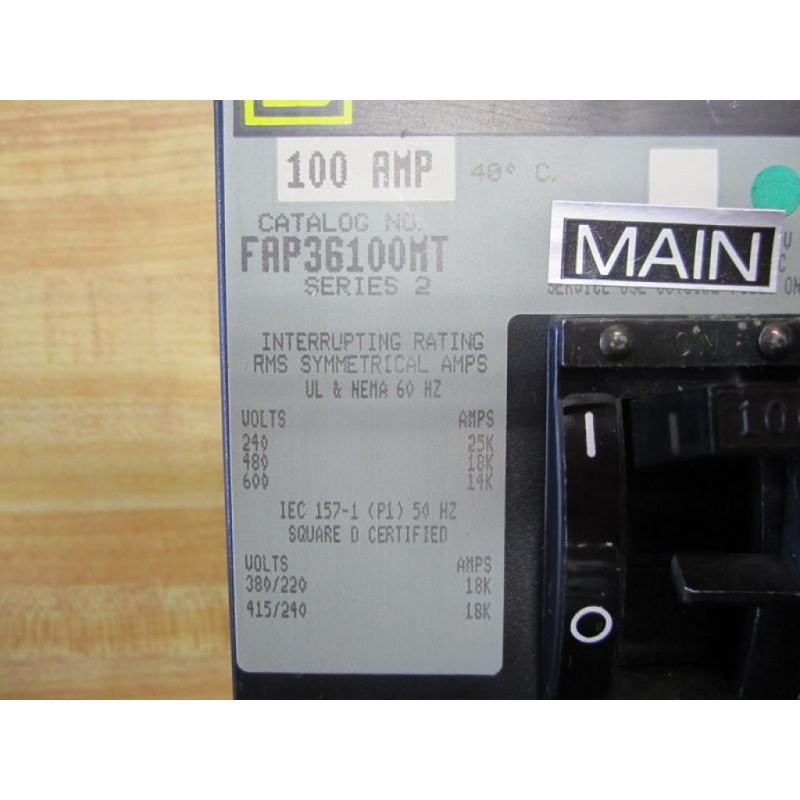 100 AMP 40° C.
CATALOG NO.
FAP36100MT
SERIES 2
MAIN
INTERRUPTING RATING
RMS SYMMETRICAL AMPS
UL & NEMA 60 HZ
VOLTS AMPS
240 25K
480 18K
600 14K
IEC 157-1 (P1) 50 HZ
SQUARE D CERTIFIED
VOLTS AMPS
380/220 18K
415/240 18K
ON
I
O